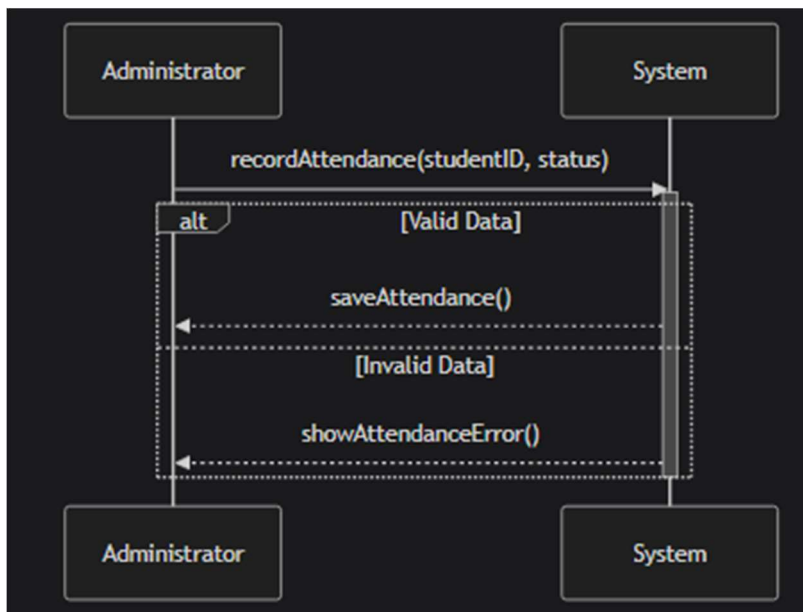 Administrator
System
recordAttendance(studentID, status)
alt
[Valid Data]
saveAttendance()
[Invalid Data]
showAttendanceError()
Administrator
System